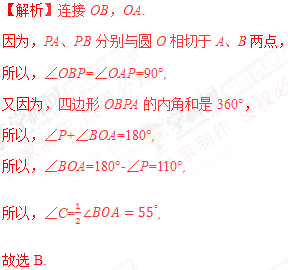 【解析】连接 OB，OA.
因为，PA、PB 分别与圆 O 相切于 A、B 两点，
所以，∠OBP=∠OAP=90°,
又因为，四边形 OBPA 的内角和是 360°，
所以，∠P+∠BOA=180°,
所以，∠BOA=180°-∠P=110°,
所以，∠C=\frac{1}{2}∠BOA = 55°,
故选 B.